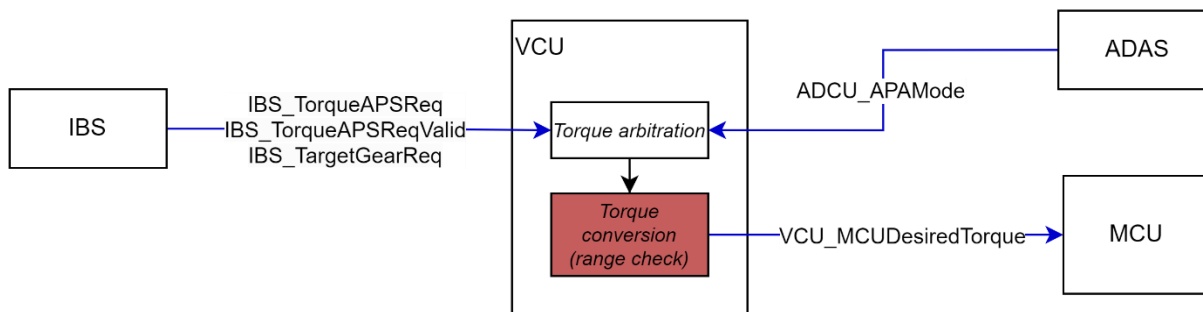 VCU
ADAS
ADCU_APAMode
IBS
IBS_TorqueAPSReq
IBS_TorqueAPSReqValid
IBS_TargetGearReq
Torque arbitration
Torque
conversion
(range check)
VCU_MCUDesiredTorque
MCU